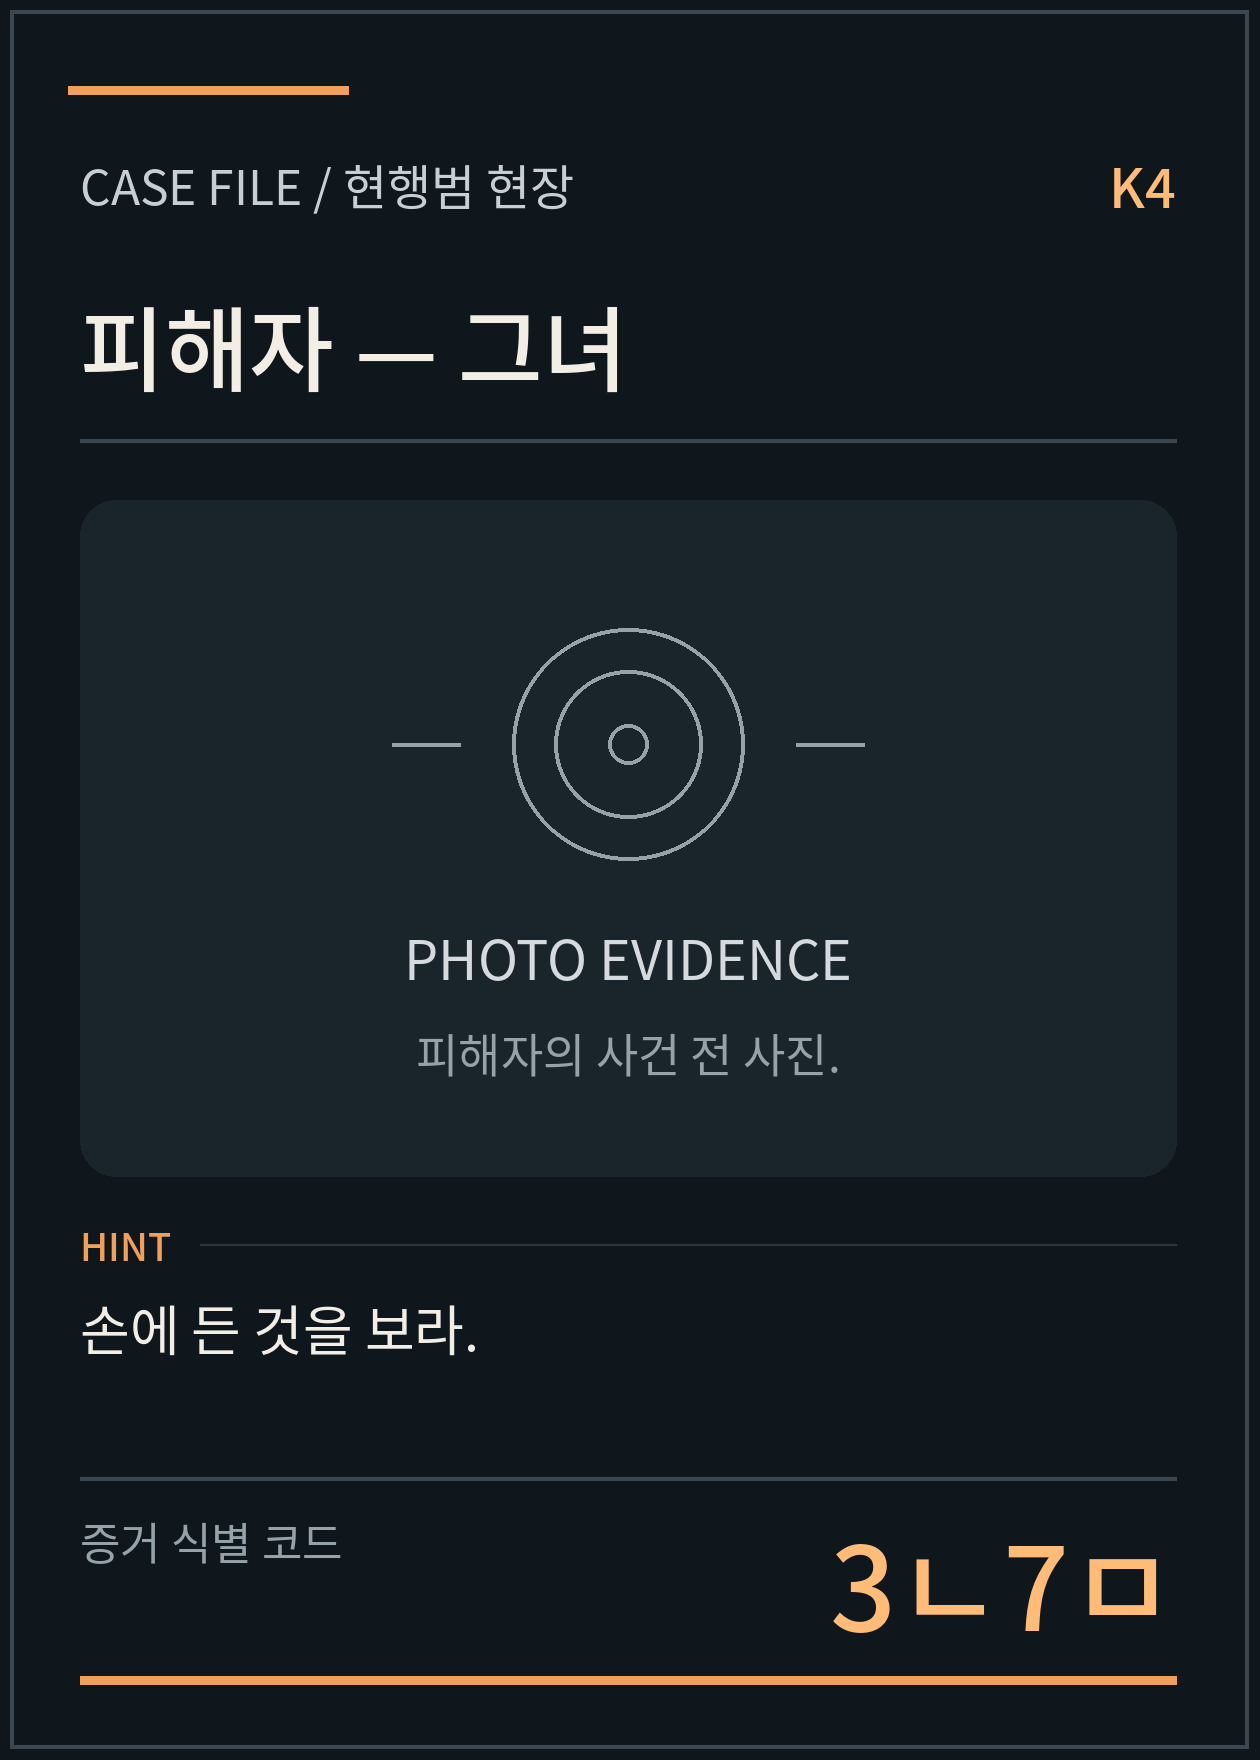 CASE FILE / 현행범 현장
K4
피해자 — 그녀
PHOTO EVIDENCE
피해자의 사건 전 사진.
HINT
손에 든 것을 보라.
증거 식별 코드
3ㄴ7ㅁ